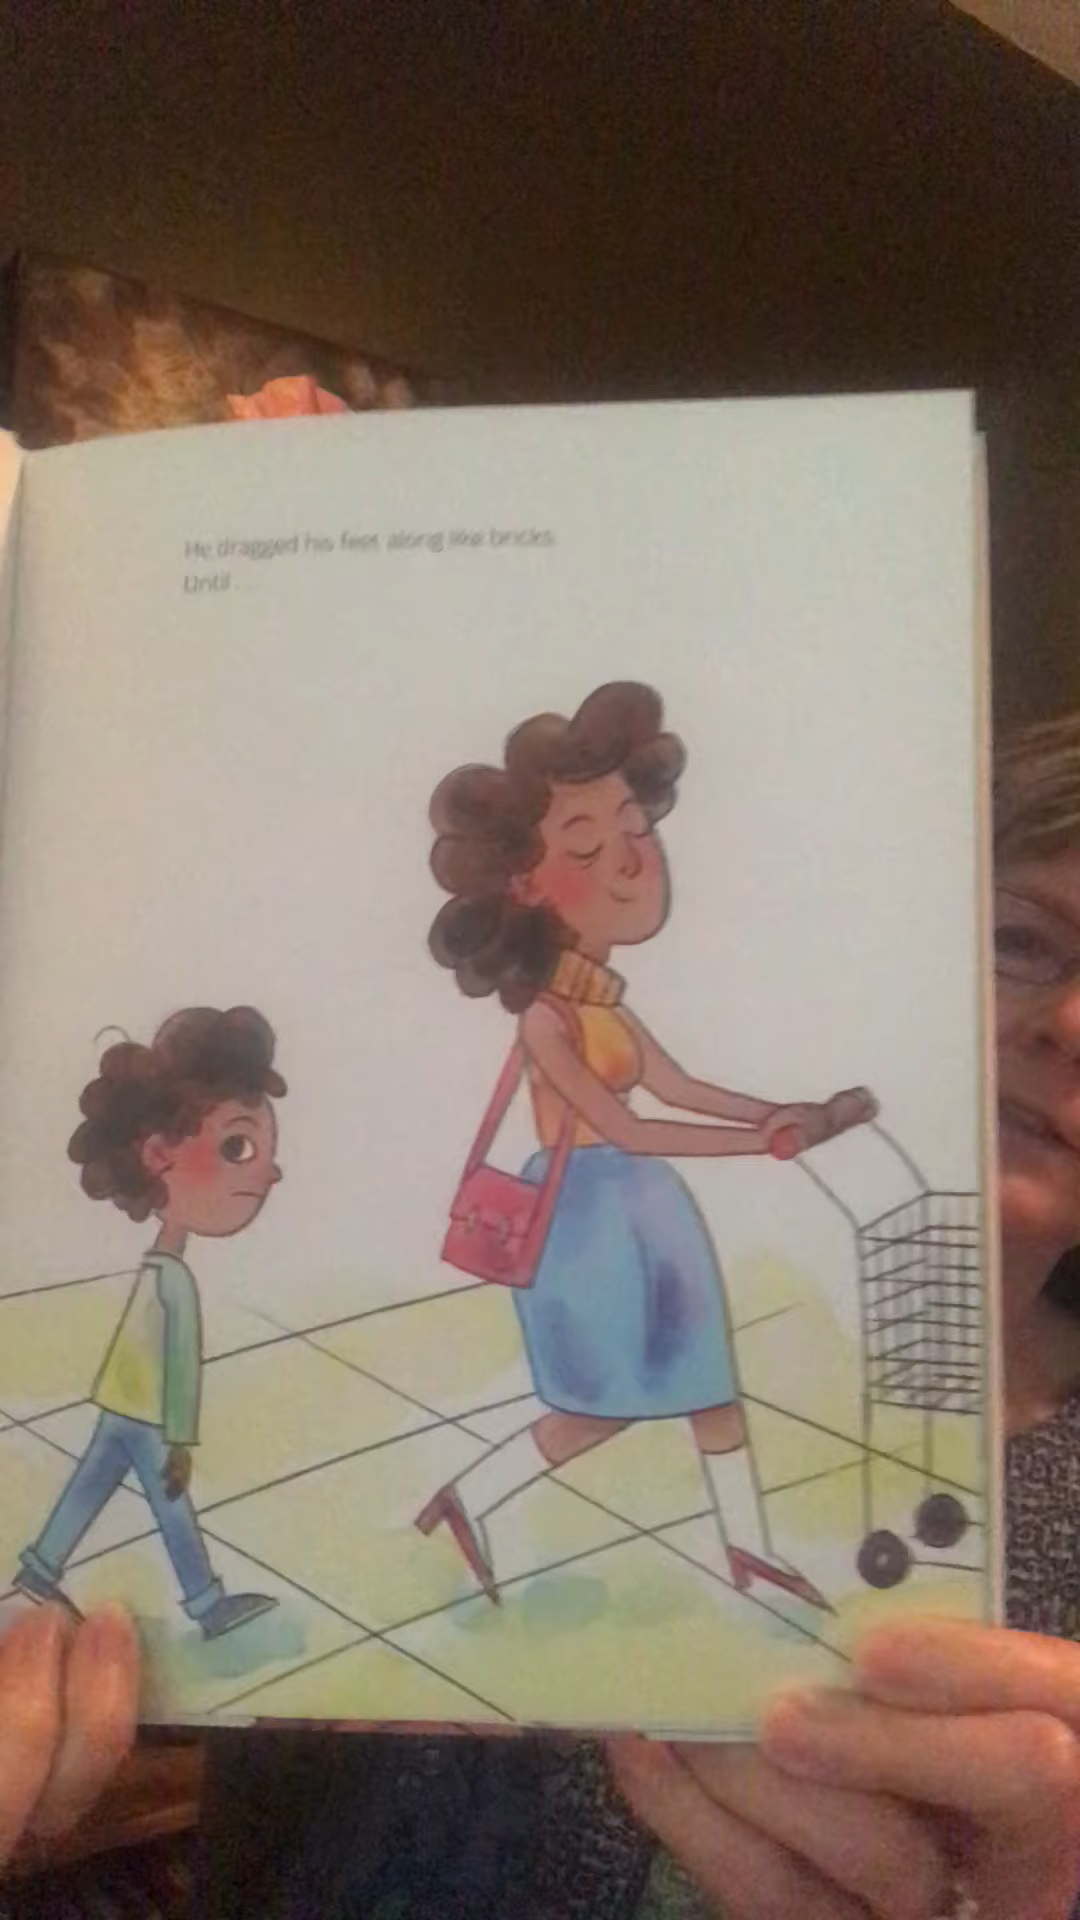 He dragged his feet along like bricks.
Until . . .